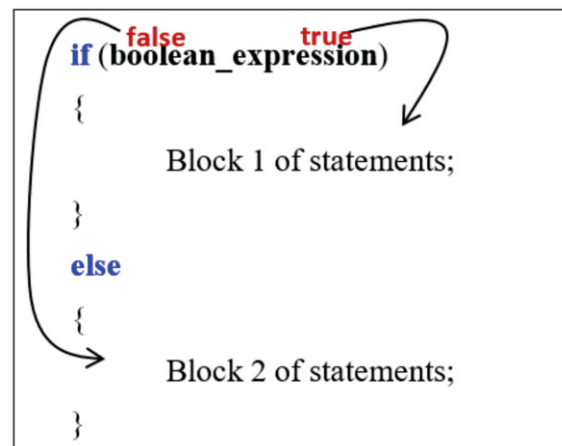 false true
if (boolean_expression)
{
Block 1 of statements;
}
else
{
Block 2 of statements;
}